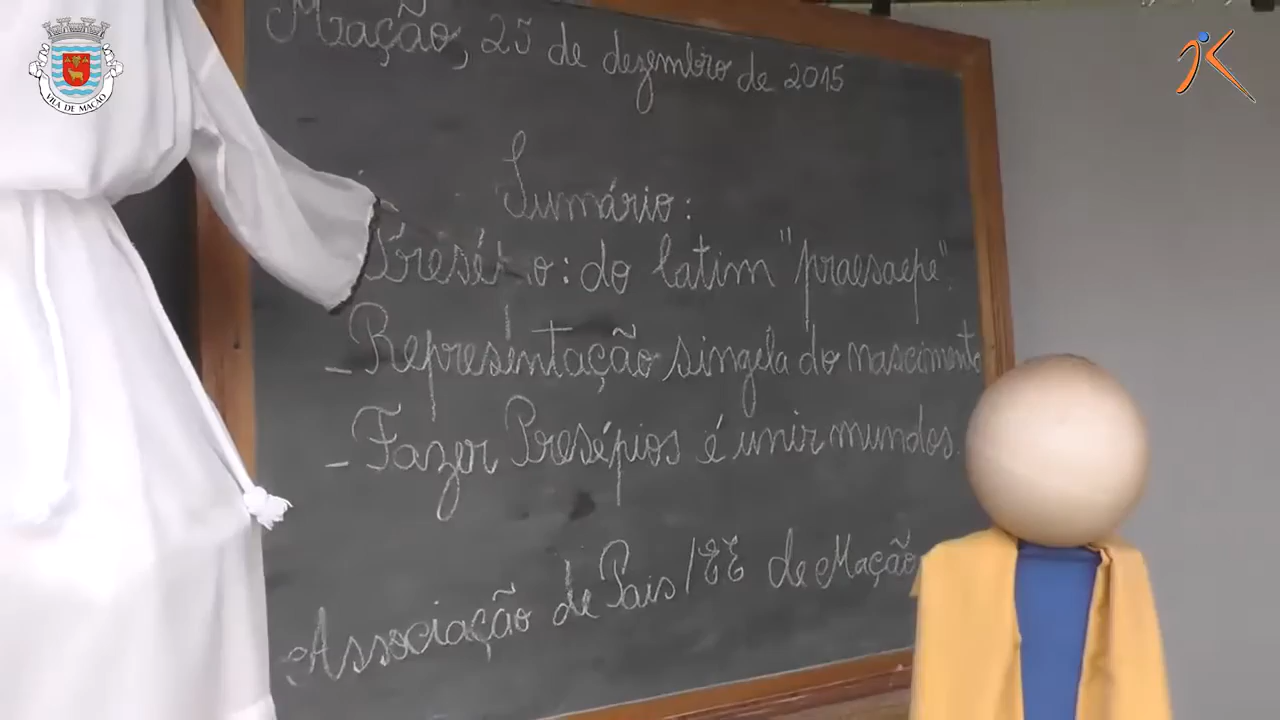 VILA DE MAÇÃO
Mação, 25 de dezembro de 2015
Sumário:
Presépio: do latim "praesaepe".
- Representação singela do nascimento
- Fazer Presépios é unir mundos.
Associação de Pais / EE de Mação